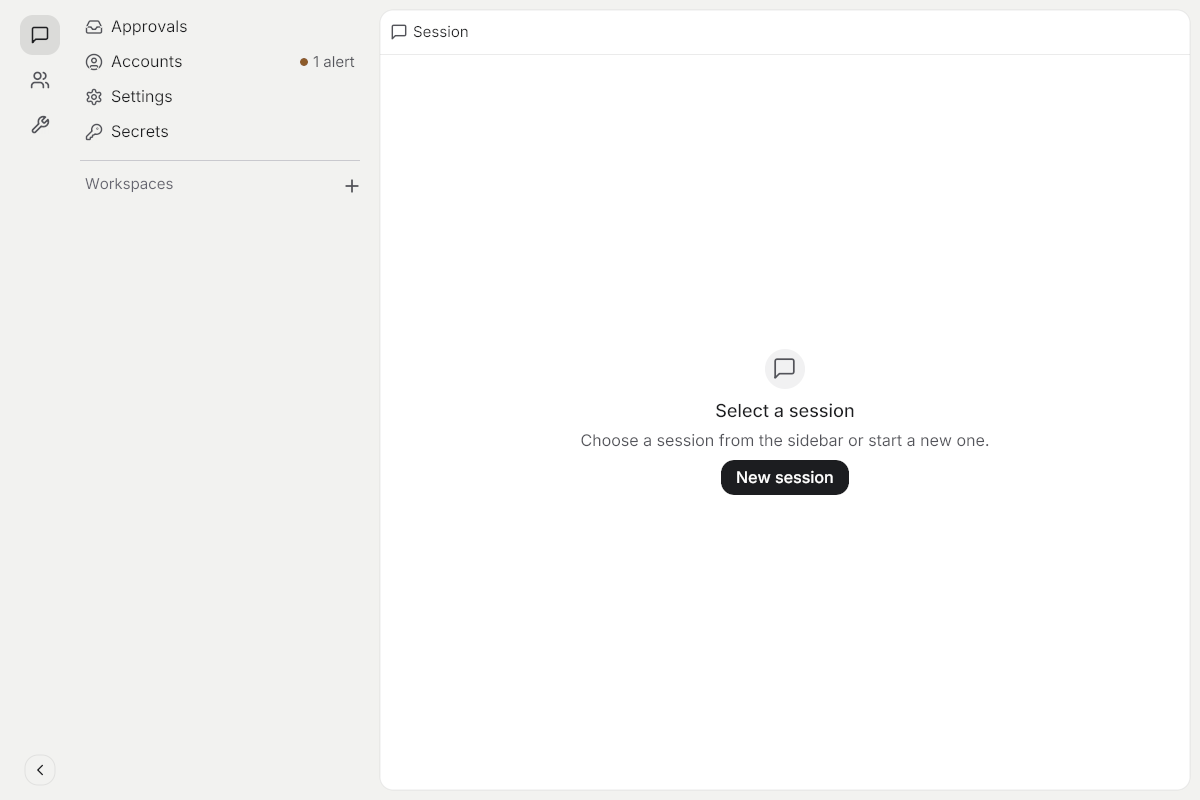 Approvals
Accounts
1 alert
Settings
Secrets
Workspaces
Session
Select a session
Choose a session from the sidebar or start a new one.
New session